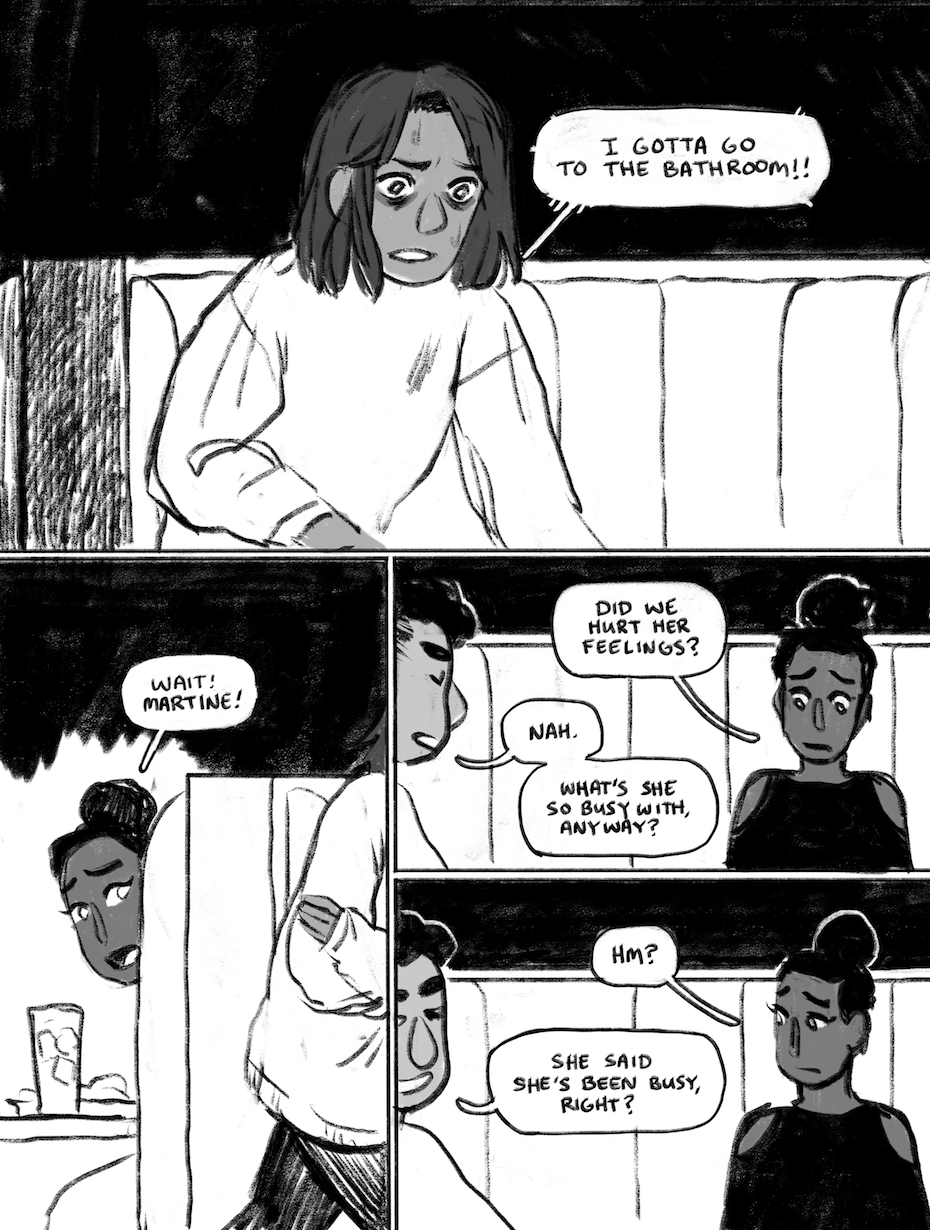 I GOTTA GO
TO THE BATHROOM!!
WAIT!
MARTINE!
DID WE
HURT HER
FEELINGS?
NAH.
WHAT'S SHE
SO BUSY WITH,
ANYWAY?
HM?
SHE SAID
SHE'S BEEN BUSY,
RIGHT?